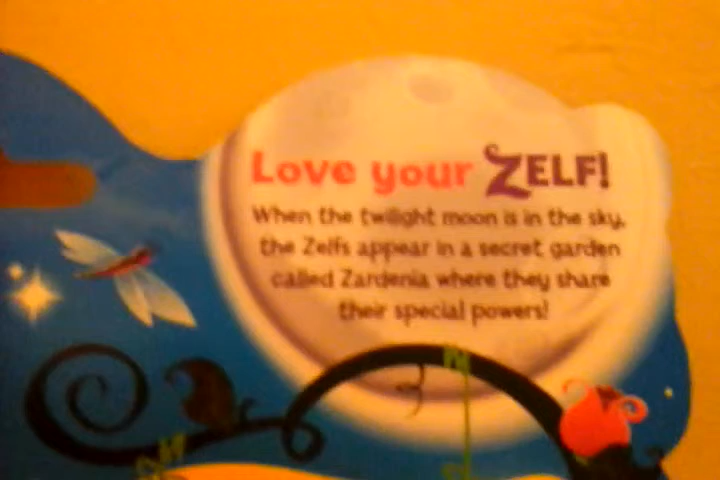 Love your ZELF!
When the twilight moon is in the sky,
the Zelfs appear in a secret garden
called Zardenia where they share
their special powers!